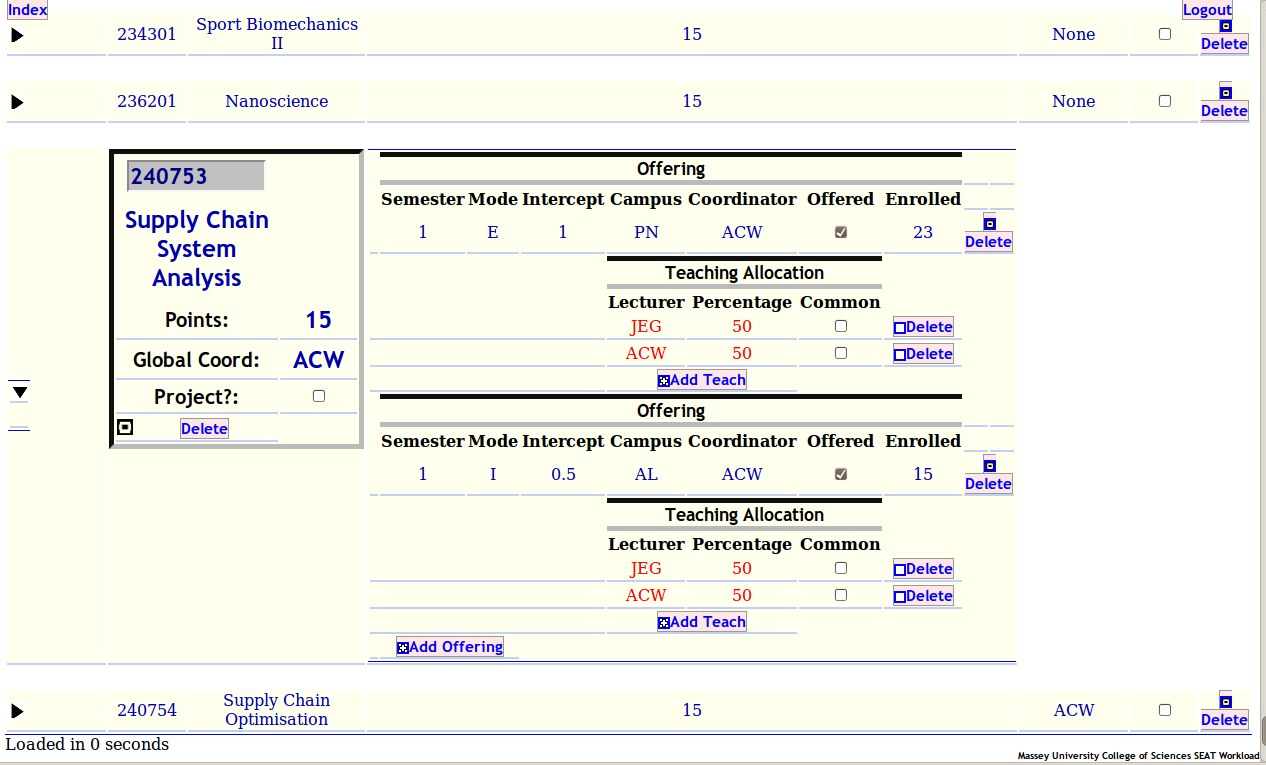 Index Logout
234301 Sport Biomechanics II 15 None Delete
236201 Nanoscience 15 None Delete
240753
Supply Chain
System
Analysis
Points: 15
Global Coord: ACW
Project?:
Delete
Offering
Semester Mode Intercept Campus Coordinator Offered Enrolled
1 E 1 PN ACW 23 Delete
Teaching Allocation
Lecturer Percentage Common
JEG 50 Delete
ACW 50 Delete
Add Teach
Offering
Semester Mode Intercept Campus Coordinator Offered Enrolled
1 I 0.5 AL ACW 15 Delete
Teaching Allocation
Lecturer Percentage Common
JEG 50 Delete
ACW 50 Delete
Add Teach
Add Offering
240754 Supply Chain Optimisation 15 ACW Delete
Loaded in 0 seconds
Massey University College of Sciences SEAT Workload